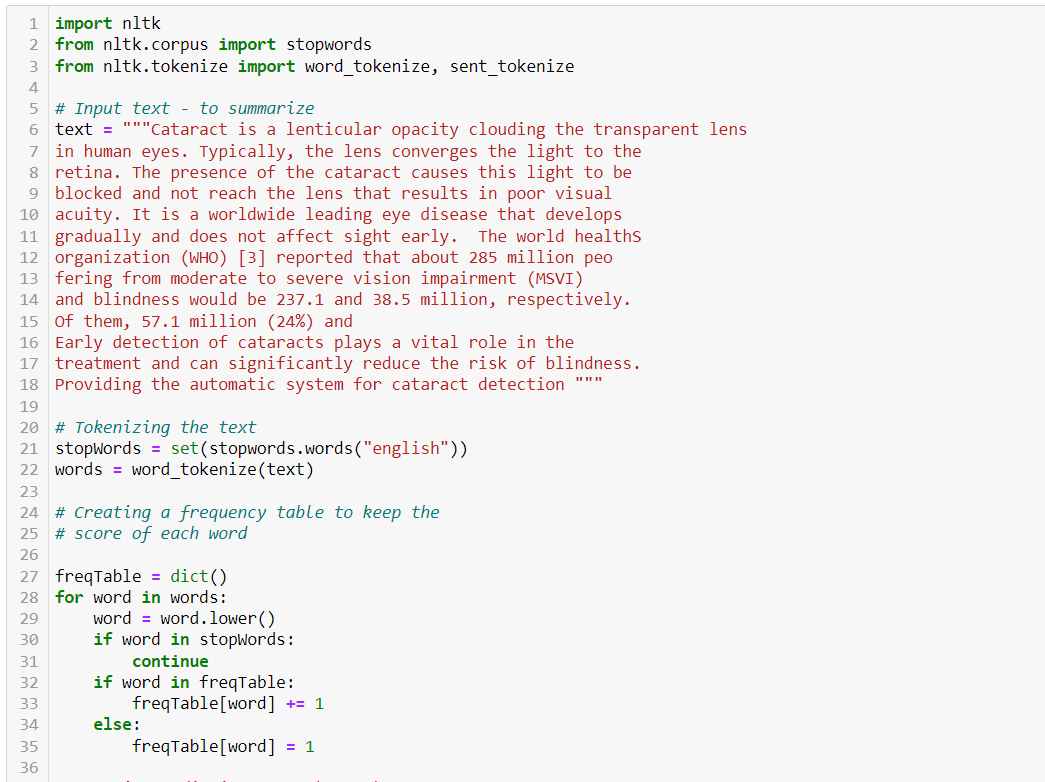 1 import nltk
2 from nltk.corpus import stopwords
3 from nltk.tokenize import word_tokenize, sent_tokenize
4
5 # Input text - to summarize
6 text = """Cataract is a lenticular opacity clouding the transparent lens
7 in human eyes. Typically, the lens converges the light to the
8 retina. The presence of the cataract causes this light to be
9 blocked and not reach the lens that results in poor visual
10 acuity. It is a worldwide leading eye disease that develops
11 gradually and does not affect sight early.  The world healthS
12 organization (WHO) [3] reported that about 285 million peo
13 fering from moderate to severe vision impairment (MSVI)
14 and blindness would be 237.1 and 38.5 million, respectively.
15 Of them, 57.1 million (24%) and
16 Early detection of cataracts plays a vital role in the
17 treatment and can significantly reduce the risk of blindness.
18 Providing the automatic system for cataract detection """
19
20 # Tokenizing the text
21 stopWords = set(stopwords.words("english"))
22 words = word_tokenize(text)
23
24 # Creating a frequency table to keep the
25 # score of each word
26
27 freqTable = dict()
28 for word in words:
29     word = word.lower()
30     if word in stopWords:
31         continue
32     if word in freqTable:
33         freqTable[word] += 1
34     else:
35         freqTable[word] = 1
36